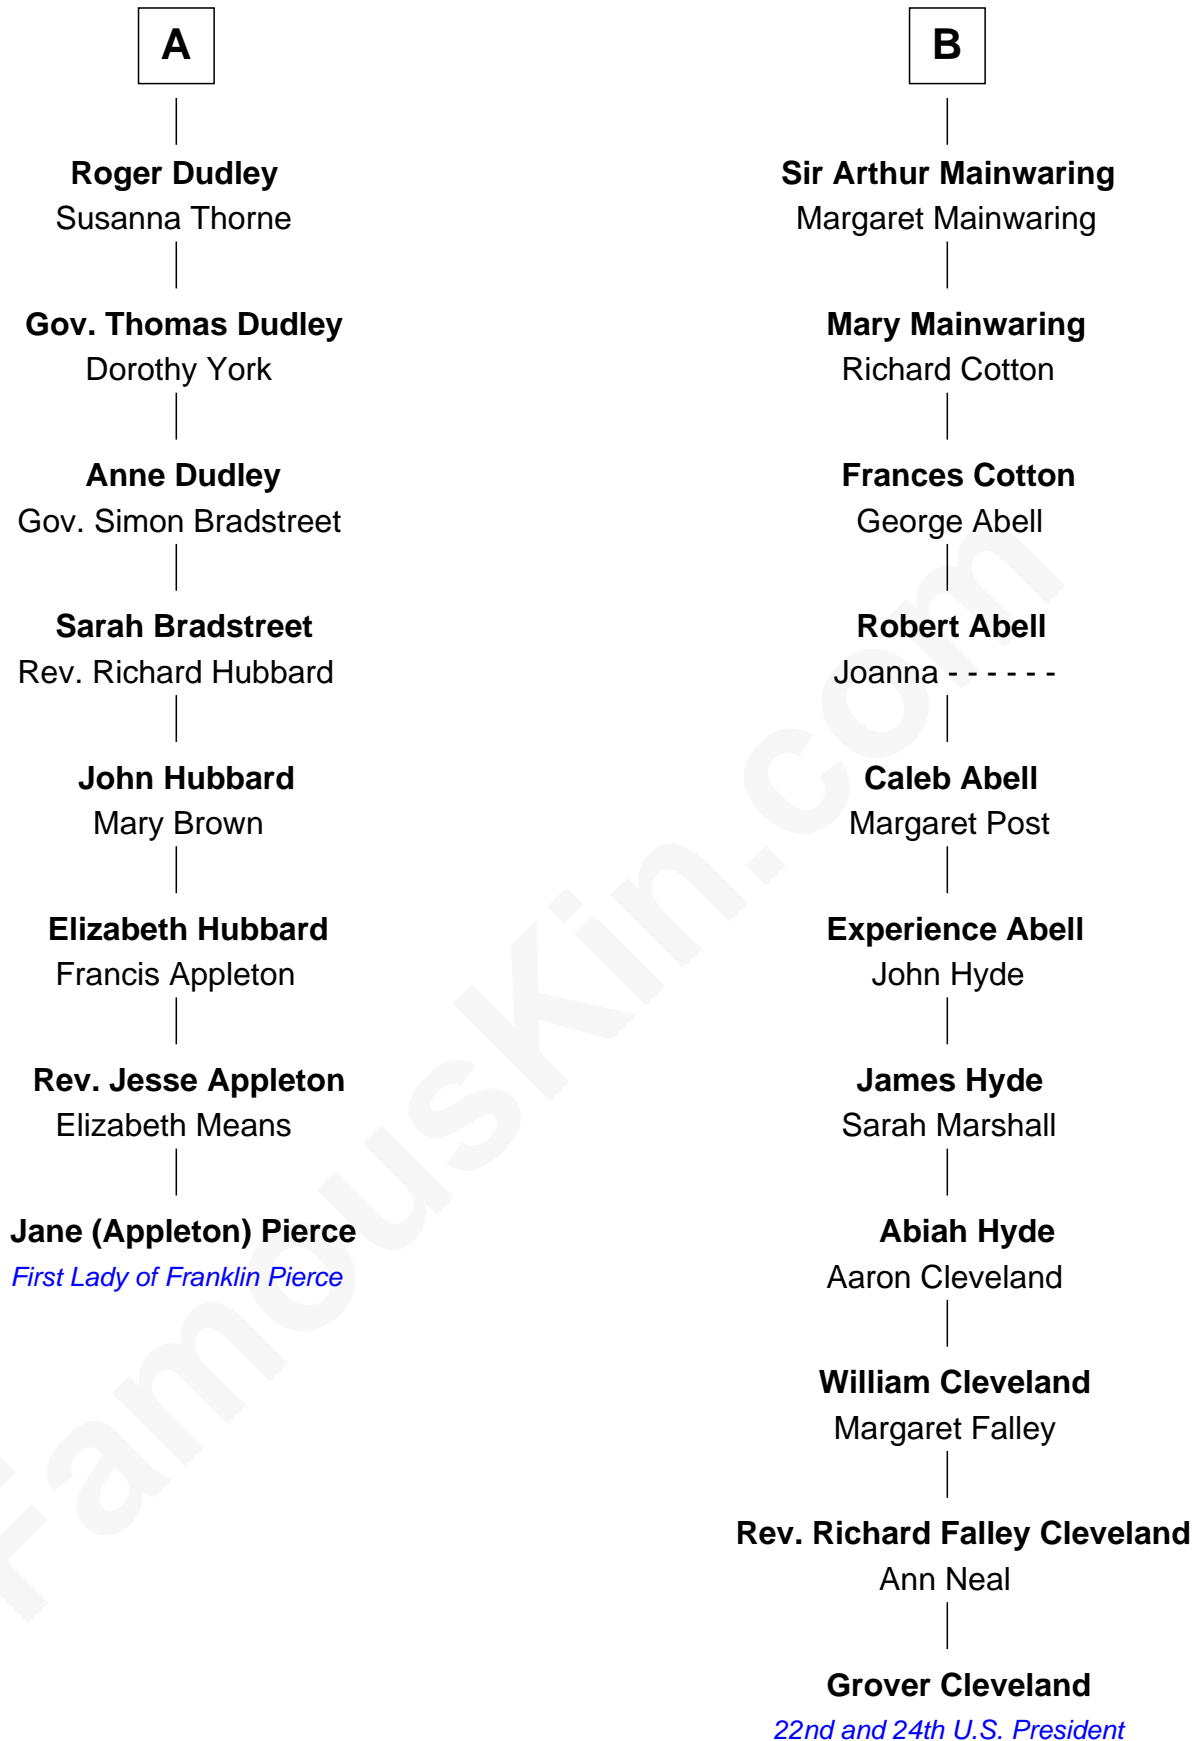 A
Roger Dudley
Susanna Thorne
Gov. Thomas Dudley
Dorothy York
Anne Dudley
Gov. Simon Bradstreet
Sarah Bradstreet
Rev. Richard Hubbard
John Hubbard
Mary Brown
Elizabeth Hubbard
Francis Appleton
Rev. Jesse Appleton
Elizabeth Means
Jane (Appleton) Pierce
First Lady of Franklin Pierce
B
Sir Arthur Mainwaring
Margaret Mainwaring
Mary Mainwaring
Richard Cotton
Frances Cotton
George Abell
Robert Abell
Joanna - - - - - -
Caleb Abell
Margaret Post
Experience Abell
John Hyde
James Hyde
Sarah Marshall
Abiah Hyde
Aaron Cleveland
William Cleveland
Margaret Falley
Rev. Richard Falley Cleveland
Ann Neal
Grover Cleveland
22nd and 24th U.S. President
FamousKin.com